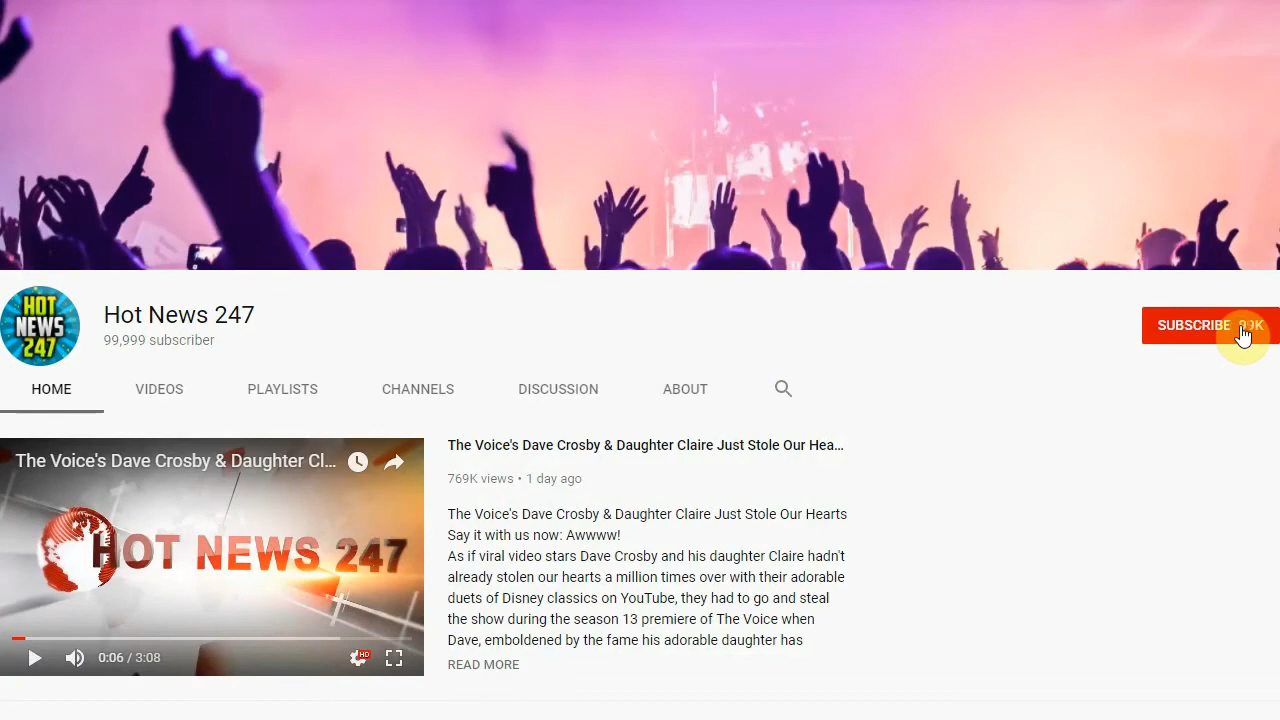 HOT
NEWS
247
Hot News 247
99,999 subscriber
SUBSCRIBE
HOME VIDEOS PLAYLISTS CHANNELS DISCUSSION ABOUT
The Voice's Dave Crosby & Daughter Cl...
HOT NEWS 247
HD
0:06 / 3:08
The Voice's Dave Crosby & Daughter Claire Just Stole Our Hea...
769K views • 1 day ago
The Voice's Dave Crosby & Daughter Claire Just Stole Our Hearts
Say it with us now: Awwww!
As if viral video stars Dave Crosby and his daughter Claire hadn't
already stolen our hearts a million times over with their adorable
duets of Disney classics on YouTube, they had to go and steal
the show during the season 13 premiere of The Voice when
Dave, emboldened by the fame his adorable daughter has
READ MORE